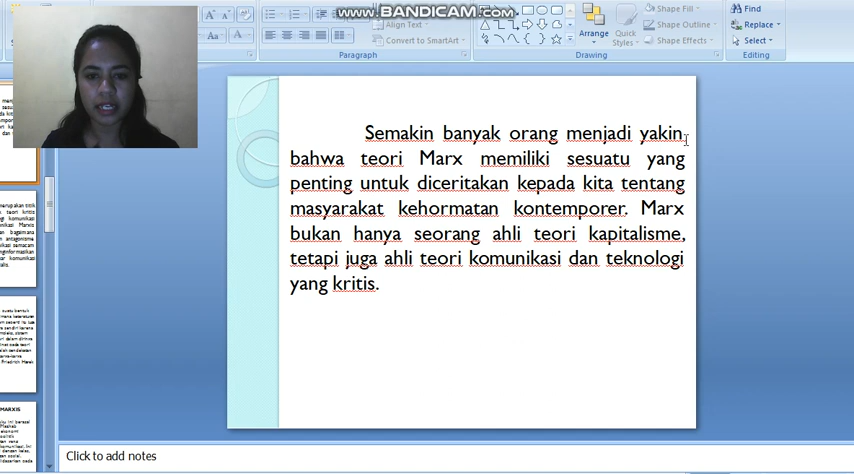 www.BANDICAM.com
Shape Fill
Find
Align Text
Arrange
Quick
Styles
Shape Outline
Replace
Convert to SmartArt
Shape Effects
Select
Paragraph
Drawing
Editing
Semakin banyak orang menjadi yakin
bahwa teori Marx memiliki sesuatu yang
penting untuk diceritakan kepada kita tentang
masyarakat kehormatan kontemporer. Marx
bukan hanya seorang ahli teori kapitalisme,
tetapi juga ahli teori komunikasi dan teknologi
yang kritis.
MARXIS
Click to add notes